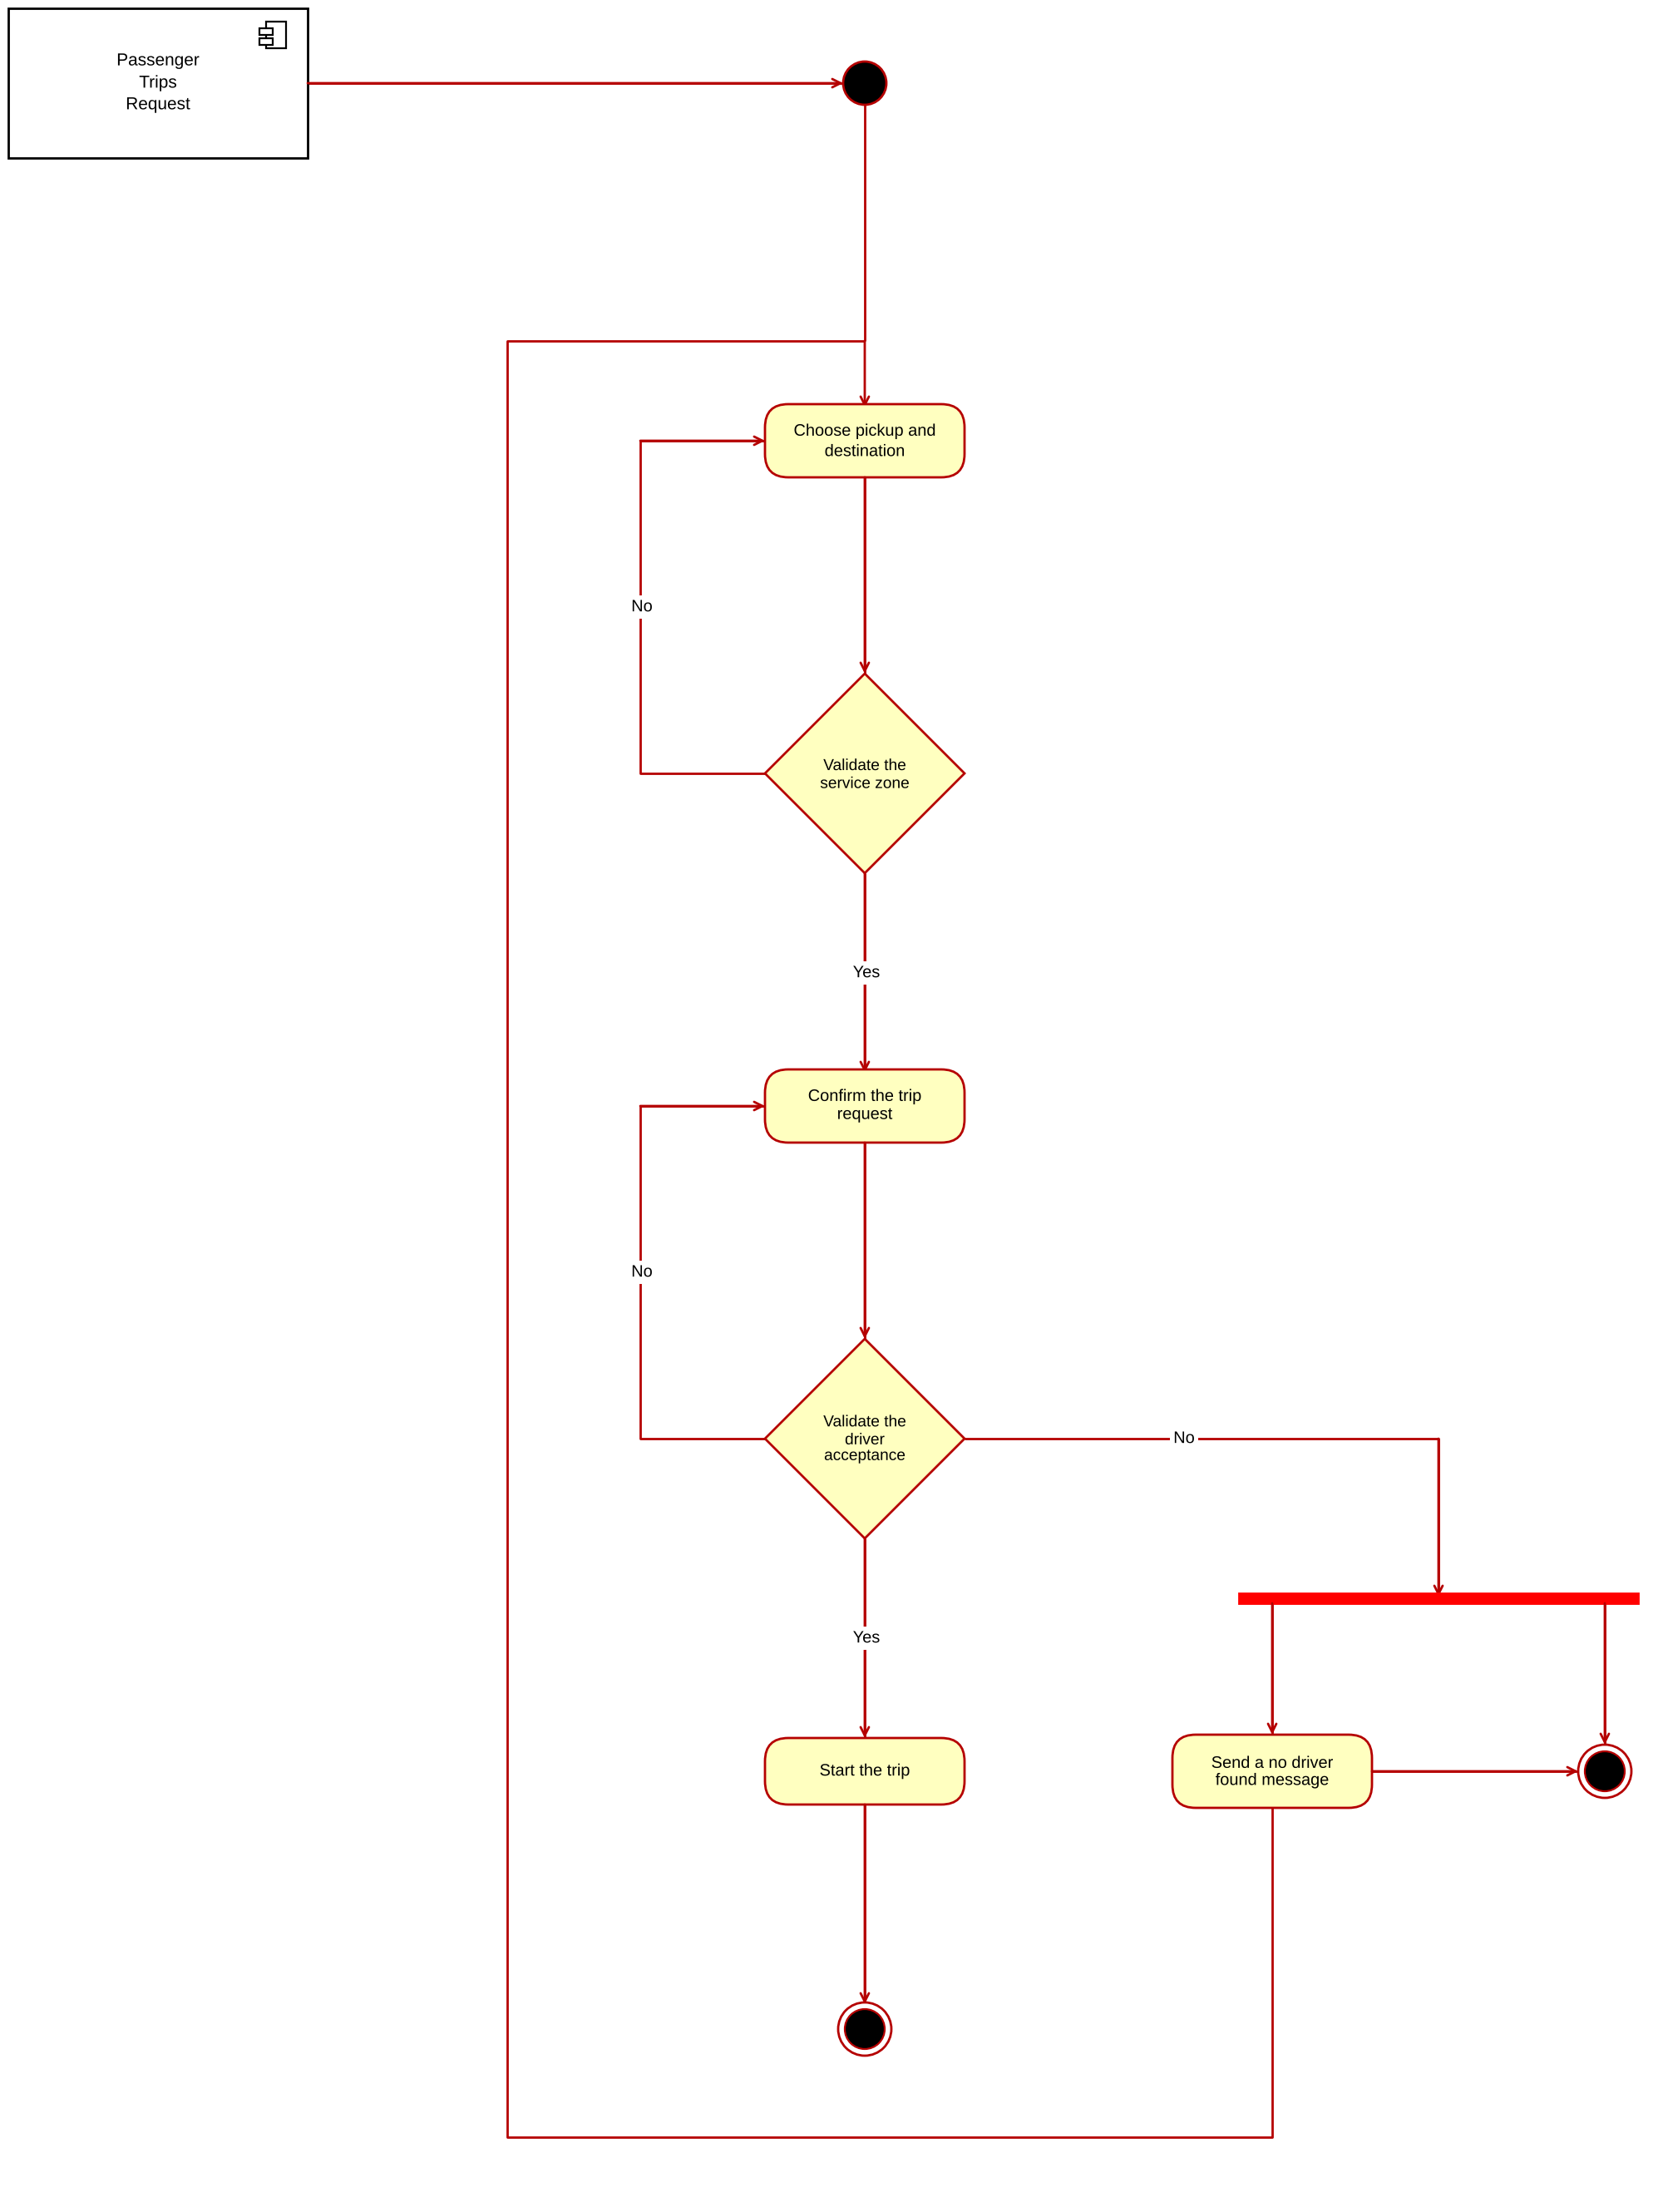 Passenger
Trips
Request
Choose pickup and
destination
No
Validate the
service zone
Yes
Confirm the trip
request
No
Validate the
driver
acceptance
No
Yes
Start the trip
Send a no driver
found message